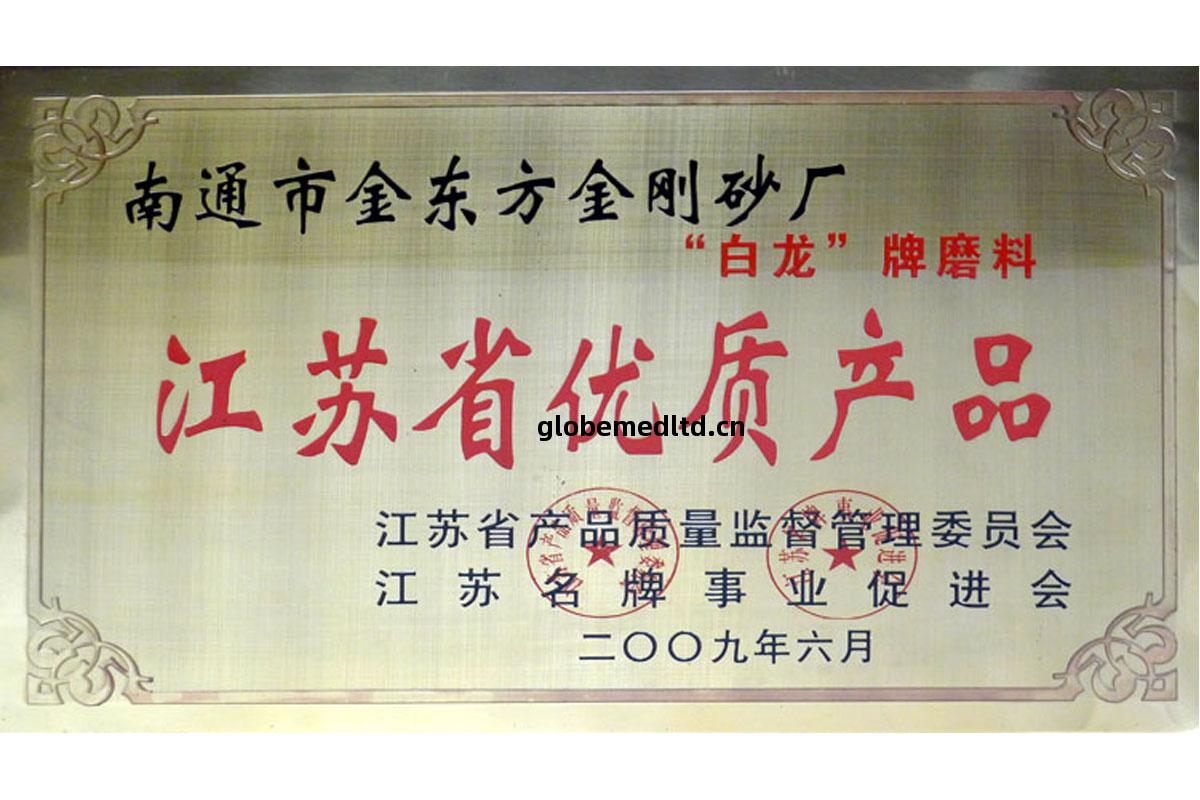 南通市金东方金刚砂厂
“白龙”牌磨料
江苏省优质产品
globemedltd.cn
江苏省产品质量监督管理委员会
江苏名牌事业促进会
二〇〇九年六月